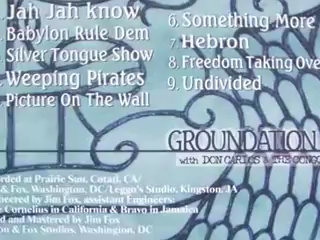 Jah Jah know
Babylon Rule Dem
Silver Tongue Show
Weeping Pirates
Picture On The Wall
6. Something More
7. Hebron
8. Freedom Taking Ove
9. Undivided
GROUNDATION
with DON CARLOS & THE CONGO
rded at Prairie Sun, Cotati, CA/
& Fox, Washington, DC/Leggo's Studio, Kingston, JA
neered by Jim Fox, assistant Engineers:
Cornelius in California & Bravo in Jamaica
d and Mastered by Jim Fox
n & Fox Studios, Washington, DC